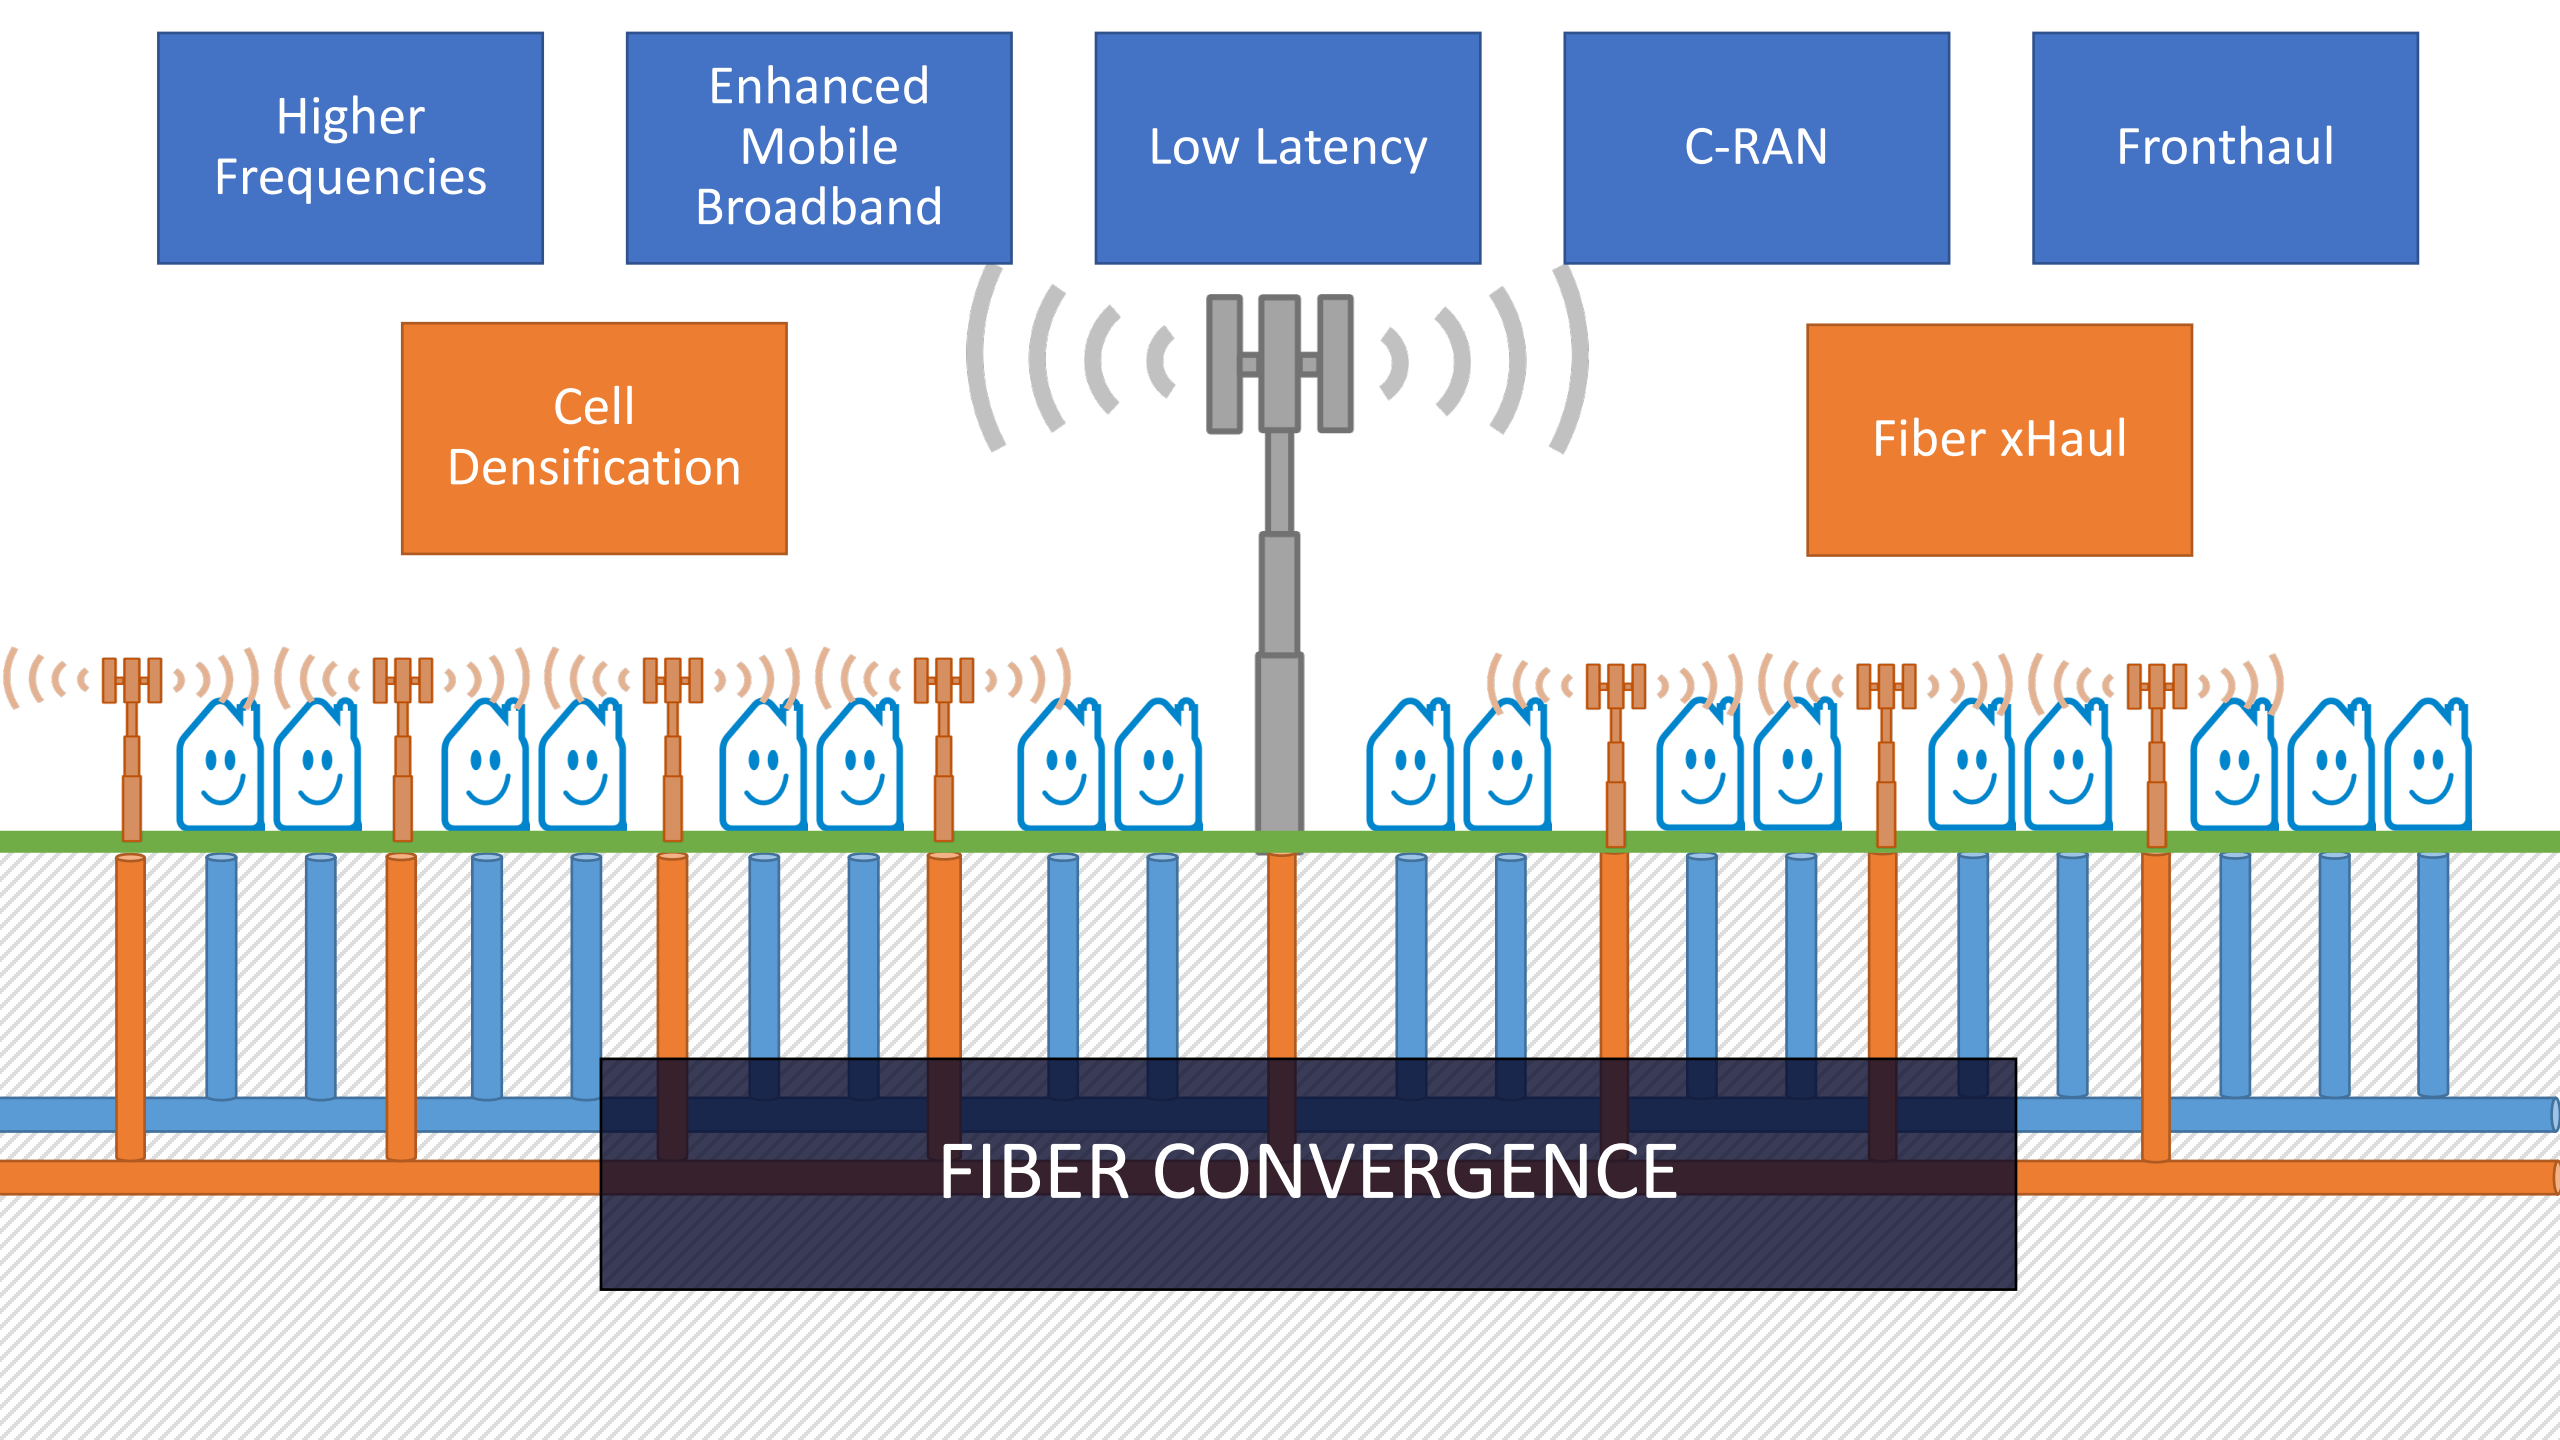 Higher
Frequencies
Enhanced
Mobile
Broadband
Low Latency
C-RAN
Fronthaul
Cell
Densification
Fiber xHaul
FIBER CONVERGENCE